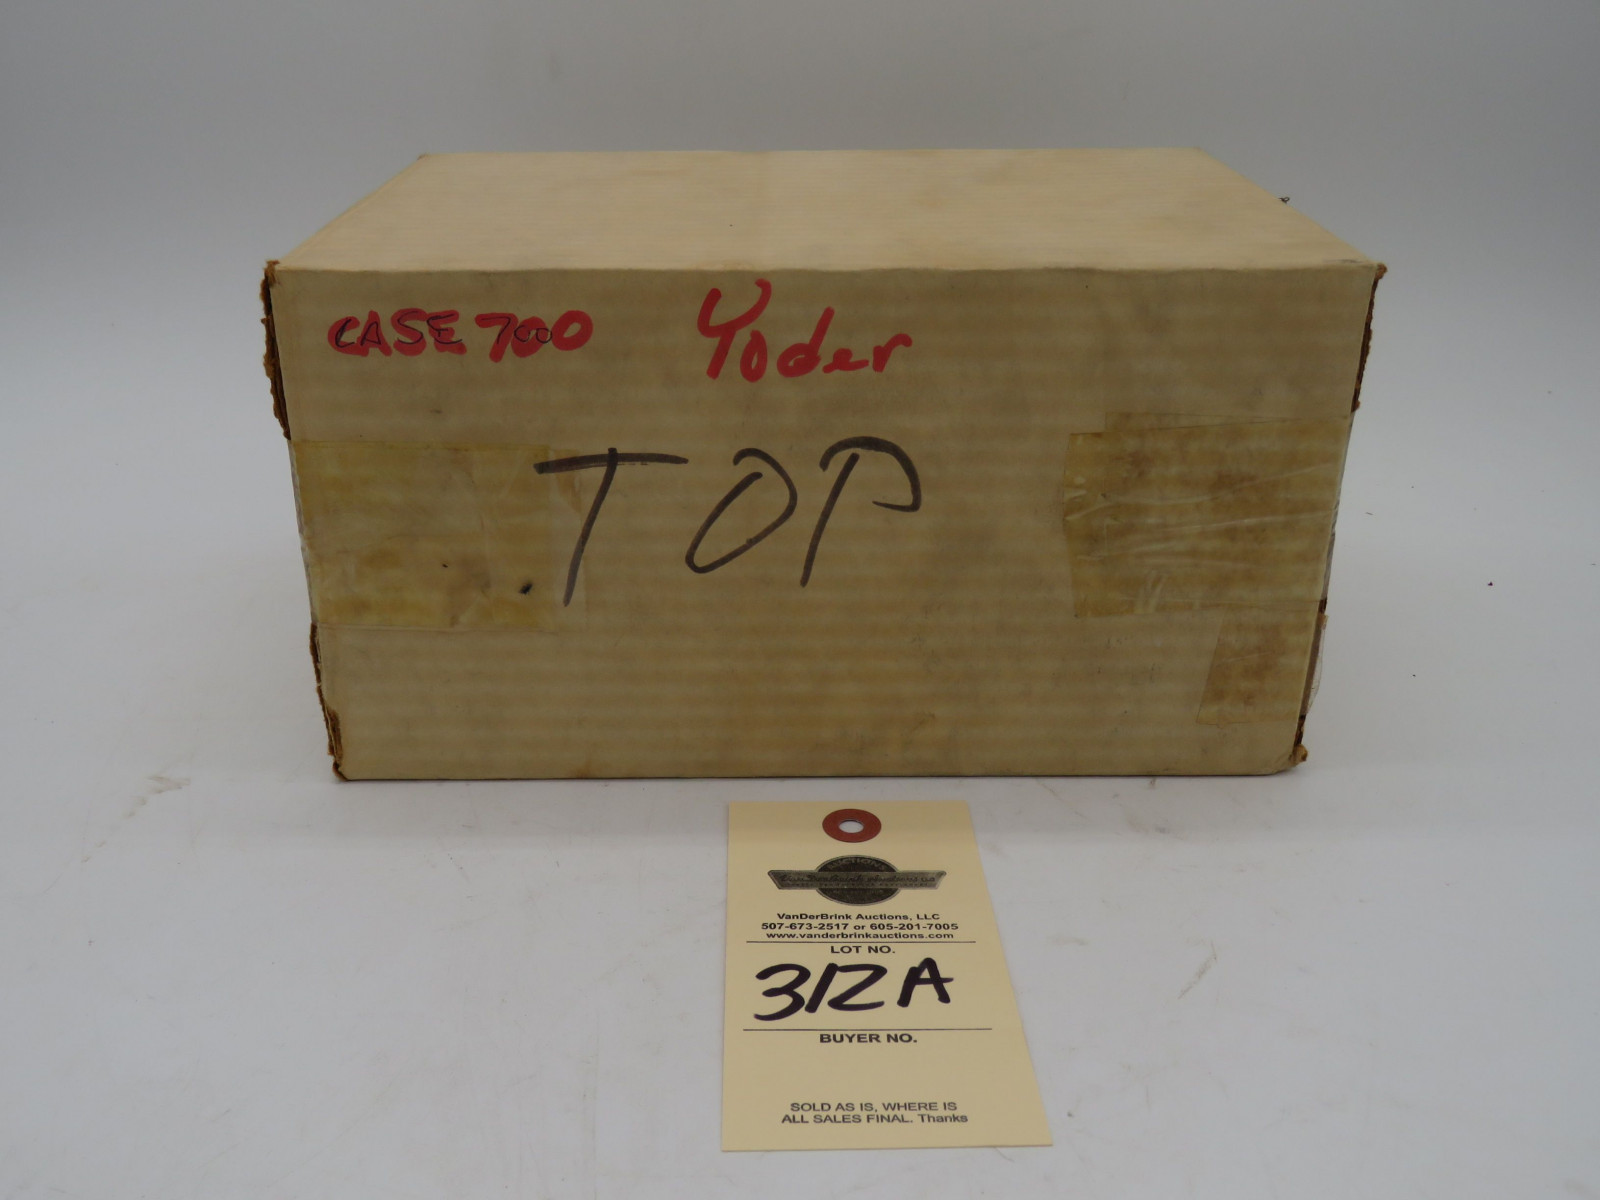 CASE 700 Yoder
TOP
AUCTIONS
VanDerBrink Auctions, LLC
507-673-2517 or 605-201-7005
www.vanderbrinkauctions.com
LOT NO.
312A
BUYER NO.
SOLD AS IS, WHERE IS
ALL SALES FINAL. Thanks